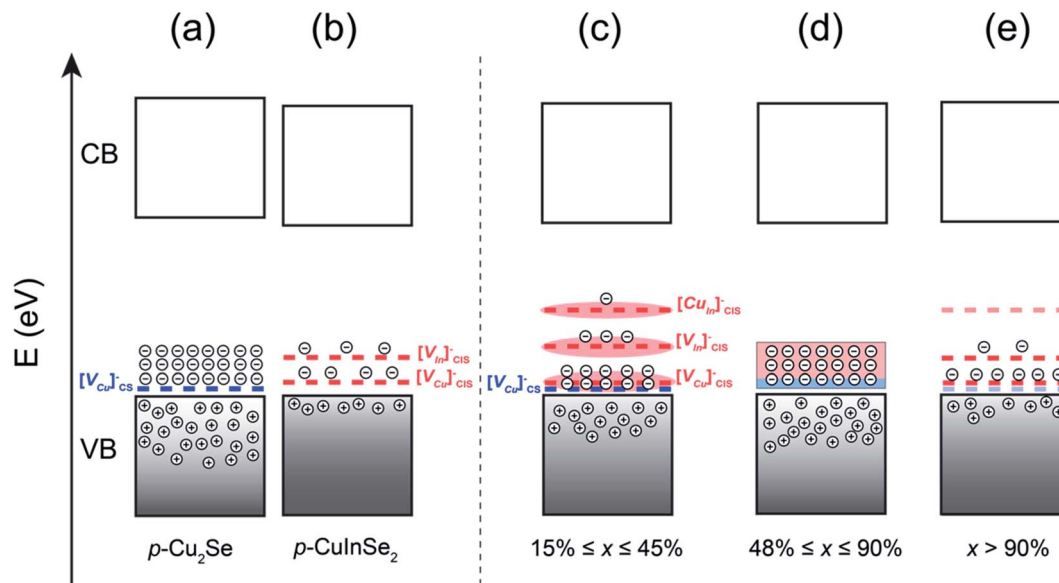 (a) (b) (c) (d) (e)
E (eV)
CB
[Cu_In]⁻_CIS
[V_In]⁻_CIS [V_In]⁻_CIS
[V_Cu]⁻_CS [V_Cu]⁻_CIS [V_Cu]⁻_CS [V_Cu]⁻_CIS
VB
p-Cu₂Se p-CuInSe₂ 15% ≤ x ≤ 45% 48% ≤ x ≤ 90% x > 90%